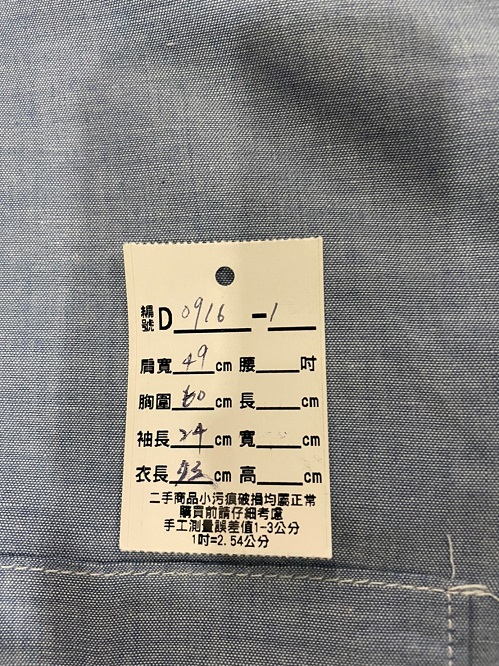 編號 D 0916 - 1
肩寬 49 cm 腰 吋
胸圍 60 cm 長 cm
袖長 24 cm 寬 cm
衣長 cm 高 cm
二手商品小污痕破損均屬正常
購買前請仔細考慮
手工測量誤差值1-3公分
1吋=2.54公分